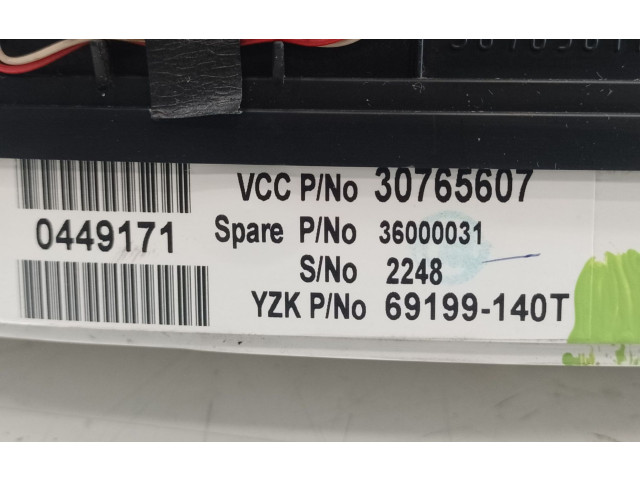 VCC P/No 30765607
0449171
Spare P/No 36000031
S/No 2248
YZK P/No 69199-140T